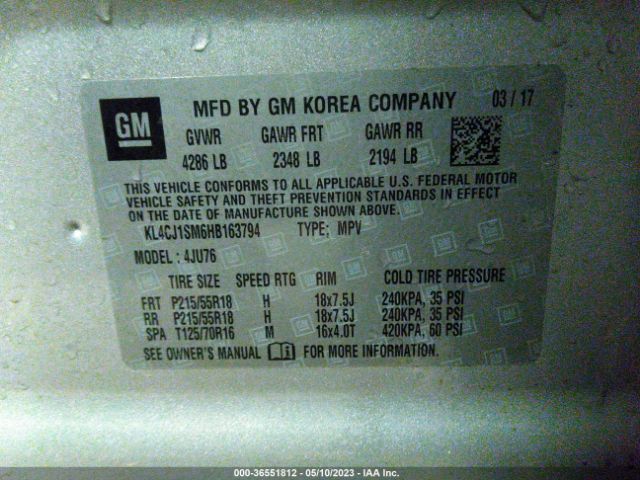 GM
MFD BY GM KOREA COMPANY 03 / 17
GVWR GAWR FRT GAWR RR
4286 LB 2348 LB 2194 LB
THIS VEHICLE CONFORMS TO ALL APPLICABLE U.S. FEDERAL MOTOR
VEHICLE SAFETY AND THEFT PREVENTION STANDARDS IN EFFECT
ON THE DATE OF MANUFACTURE SHOWN ABOVE.
KL4CJ1SM6HB163794 TYPE: MPV
MODEL : 4JU76
TIRE SIZE SPEED RTG RIM COLD TIRE PRESSURE
FRT P215/55R18 H 18x7.5J 240KPA, 35 PSI
RR P215/55R18 H 18x7.5J 240KPA, 35 PSI
SPA T125/70R16 M 16x4.0T 420KPA, 60 PSI
SEE OWNER'S MANUAL FOR MORE INFORMATION.
000-36551812 - 05/10/2023 - IAA Inc.